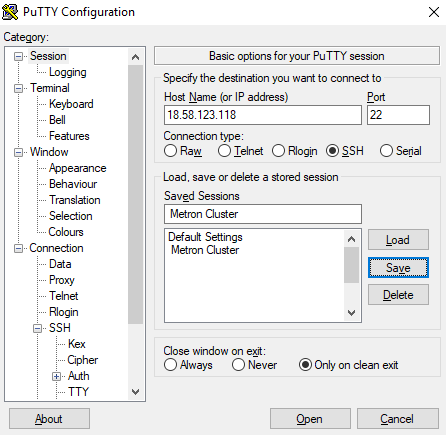 PuTTY Configuration
Category:
Session
Logging
Terminal
Keyboard
Bell
Features
Window
Appearance
Behaviour
Translation
Selection
Colours
Connection
Data
Proxy
Telnet
Rlogin
SSH
Kex
Cipher
Auth
TTY
Basic options for your PuTTY session
Specify the destination you want to connect to
Host Name (or IP address) Port
18.58.123.118 22
Connection type:
Raw Telnet Rlogin SSH Serial
Load, save or delete a stored session
Saved Sessions
Metron Cluster
Default Settings
Metron Cluster
Load
Save
Delete
Close window on exit:
Always Never Only on clean exit
About Open Cancel